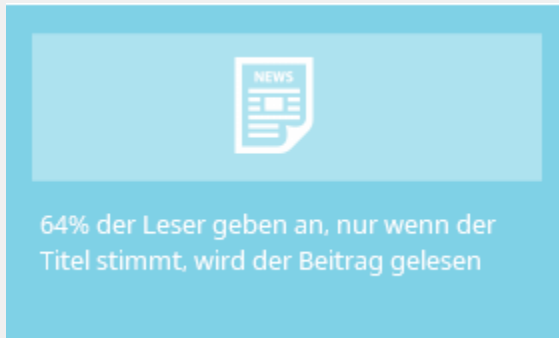 NEWS
64% der Leser geben an, nur wenn der
Titel stimmt, wird der Beitrag gelesen